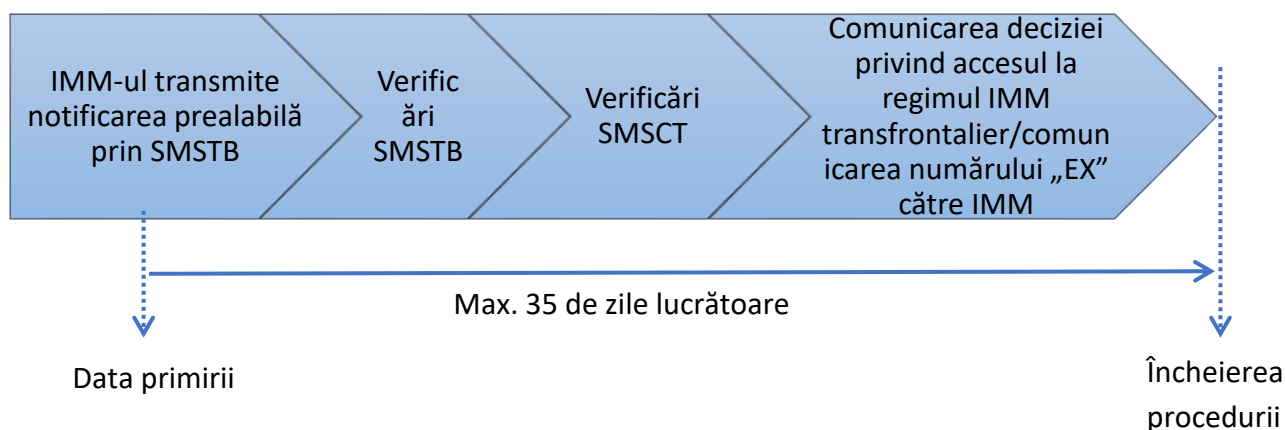 IMM-ul transmite
notificarea prealabilă
prin SMSTB
Verific
ări
SMSTB
Verificări
SMSCT
Comunicarea deciziei
privind accesul la
regimul IMM
transfrontalier/comun
icarea numărului „EX”
către IMM
Max. 35 de zile lucrătoare
Data primirii
Încheierea
procedurii